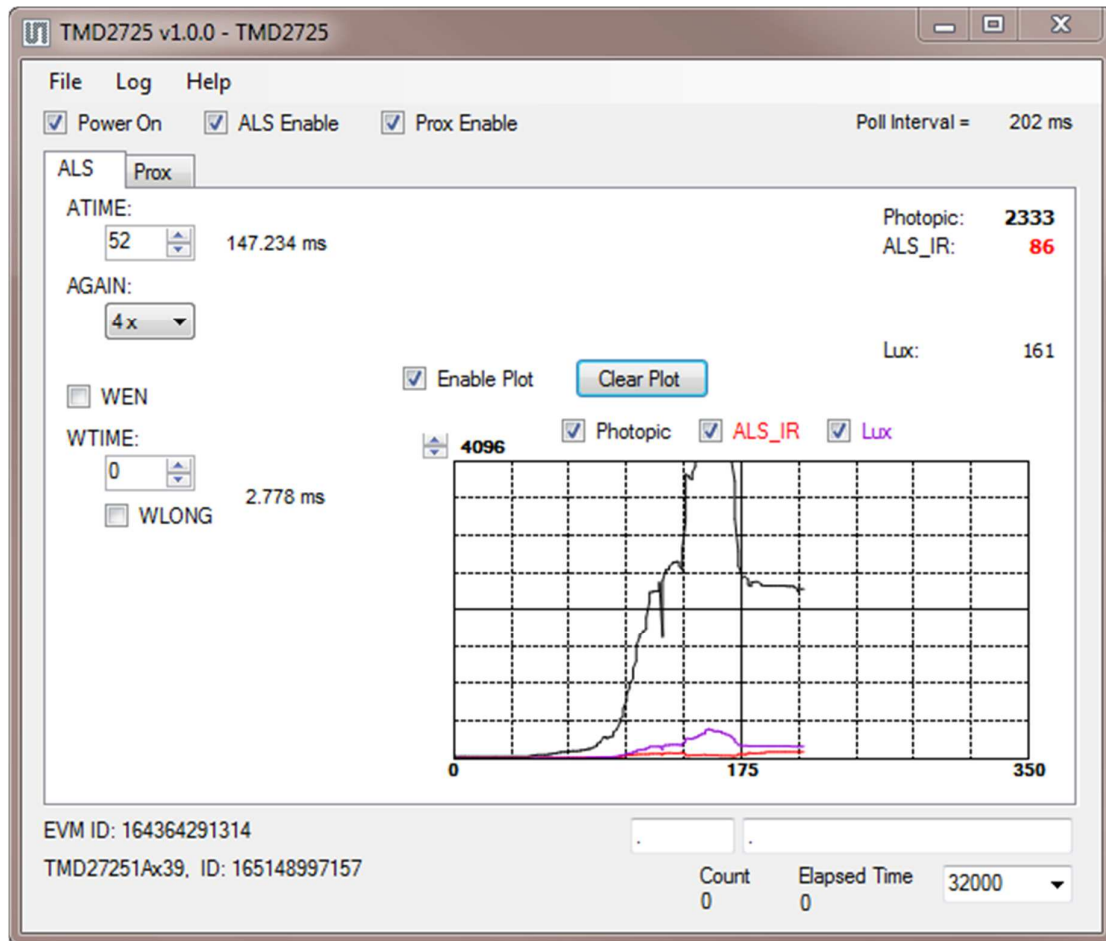 TMD2725 v1.0.0 - TMD2725
File Log Help
Power On ALS Enable Prox Enable Poll Interval = 202 ms
ALS Prox
ATIME:
52 147.234 ms
Photopic: 2333
ALS_IR: 86
AGAIN:
4 x
Lux: 161
Enable Plot Clear Plot
WEN
WTIME:
0
2.778 ms
WLONG
Photopic ALS_IR Lux
4096
0 175 350
EVM ID: 164364291314 . .
TMD27251Ax39, ID: 165148997157
Count Elapsed Time 32000
0 0